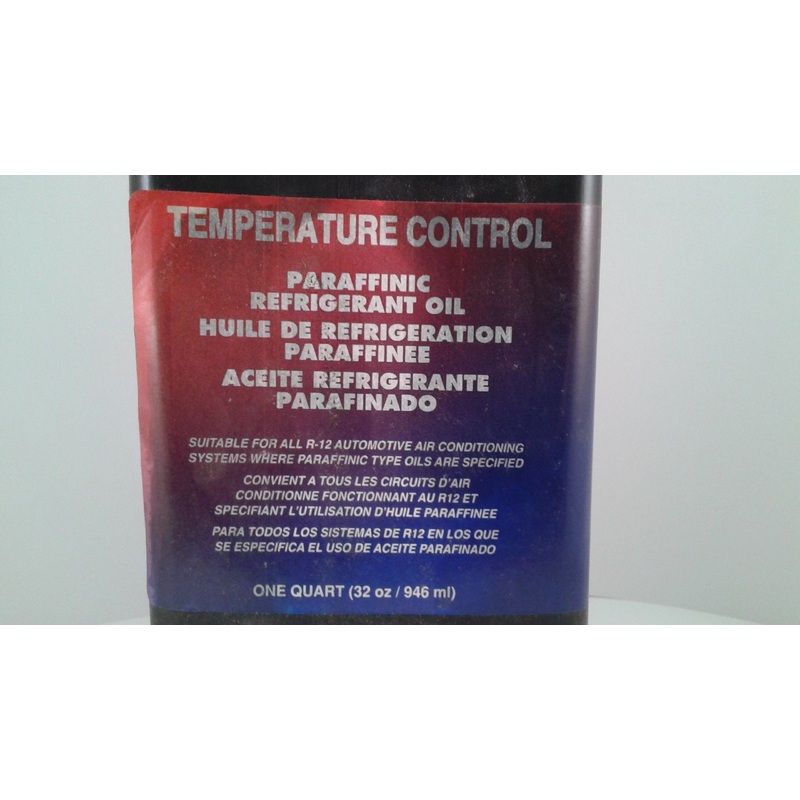 TEMPERATURE CONTROL
PARAFFINIC
REFRIGERANT OIL
HUILE DE REFRIGERATION
PARAFFINEE
ACEITE REFRIGERANTE
PARAFINADO
SUITABLE FOR ALL R-12 AUTOMOTIVE AIR CONDITIONING
SYSTEMS WHERE PARAFFINIC TYPE OILS ARE SPECIFIED
CONVIENT A TOUS LES CIRCUITS D'AIR
CONDITIONNE FONCTIONNANT AU R12 ET
SPECIFIANT L'UTILISATION D'HUILE PARAFFINEE
PARA TODOS LOS SISTEMAS DE R12 EN LOS QUE
SE ESPECIFICA EL USO DE ACEITE PARAFINADO
ONE QUART (32 oz / 946 ml)